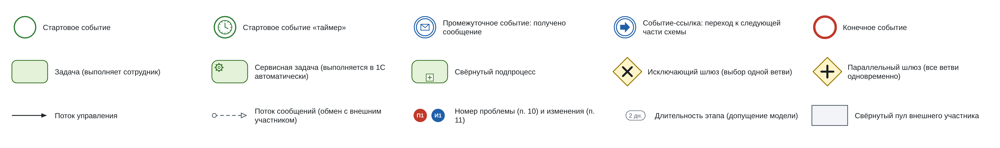 Стартовое событие
Стартовое событие «таймер»
Промежуточное событие: получено
сообщение
Событие-ссылка: переход к следующей
части схемы
Конечное событие
Задача (выполняет сотрудник)
Сервисная задача (выполняется в 1С
автоматически)
Свёрнутый подпроцесс
Исключающий шлюз (выбор одной ветви)
Параллельный шлюз (все ветви
одновременно)
Поток управления
Поток сообщений (обмен с внешним
участником)
П1 И1
Номер проблемы (п. 10) и изменения (п.
11)
2 дн.
Длительность этапа (допущение модели)
Свёрнутый пул внешнего участника